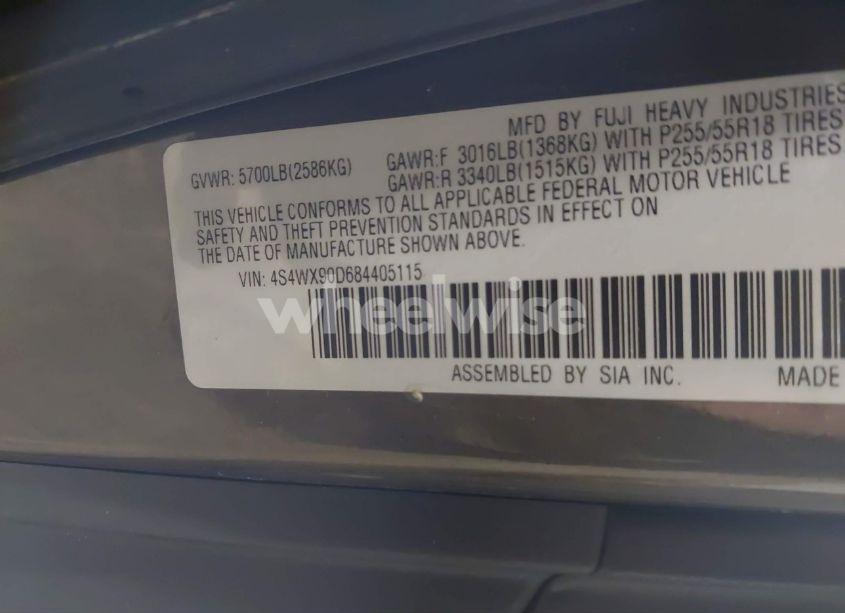 MFD BY FUJI HEAVY INDUSTRIES
GVWR: 5700LB(2586KG) GAWR:F 3016LB(1368KG) WITH P255/55R18 TIRES
GAWR:R 3340LB(1515KG) WITH P255/55R18 TIRES
THIS VEHICLE CONFORMS TO ALL APPLICABLE FEDERAL MOTOR VEHICLE
SAFETY AND THEFT PREVENTION STANDARDS IN EFFECT ON
THE DATE OF MANUFACTURE SHOWN ABOVE.
VIN: 4S4WX90D684405115
wheelwise
ASSEMBLED BY SIA INC. MADE